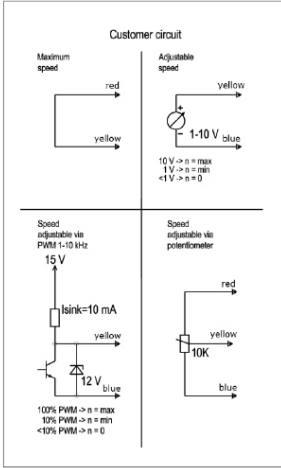 Customer circuit
Maximum
speed
red
yellow
Adjustable
speed
yellow
+
1-10 V
−
blue
10 V -> n = max
1 V -> n = min
<1 V -> n = 0
Speed
adjustable via
PWM 1-10 kHz
15 V
Isink=10 mA
yellow
12 V
blue
100% PWM -> n = max
10% PWM -> n = min
<10% PWM -> n = 0
Speed
adjustable via
potentiometer
red
yellow
10K
blue